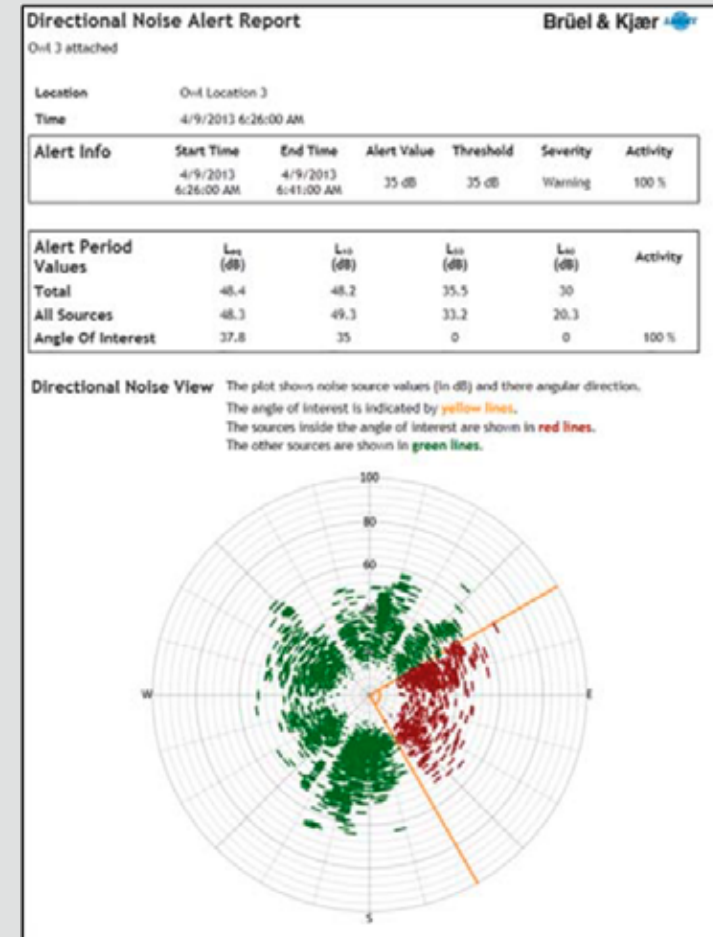 Directional Noise Alert Report
Brüel & Kjær
Owl 3 attached
Location Owl Location 3
Time 4/9/2013 6:26:00 AM
Alert Info Start Time End Time Alert Value Threshold Severity Activity
4/9/2013 6:26:00 AM 4/9/2013 6:41:00 AM 35 dB 35 dB Warning 100 %
Alert Period Values Leq (dB) L10 (dB) L50 (dB) L90 (dB) Activity
Total 48.4 48.2 35.5 30
All Sources 48.3 49.3 33.2 20.3
Angle Of Interest 37.8 35 0 0 100 %
Directional Noise View The plot shows noise source values (in dB) and there angular direction.
The angle of interest is indicated by yellow lines.
The sources inside the angle of interest are shown in red lines.
The other sources are shown in green lines.
100
80
60
W
E
S